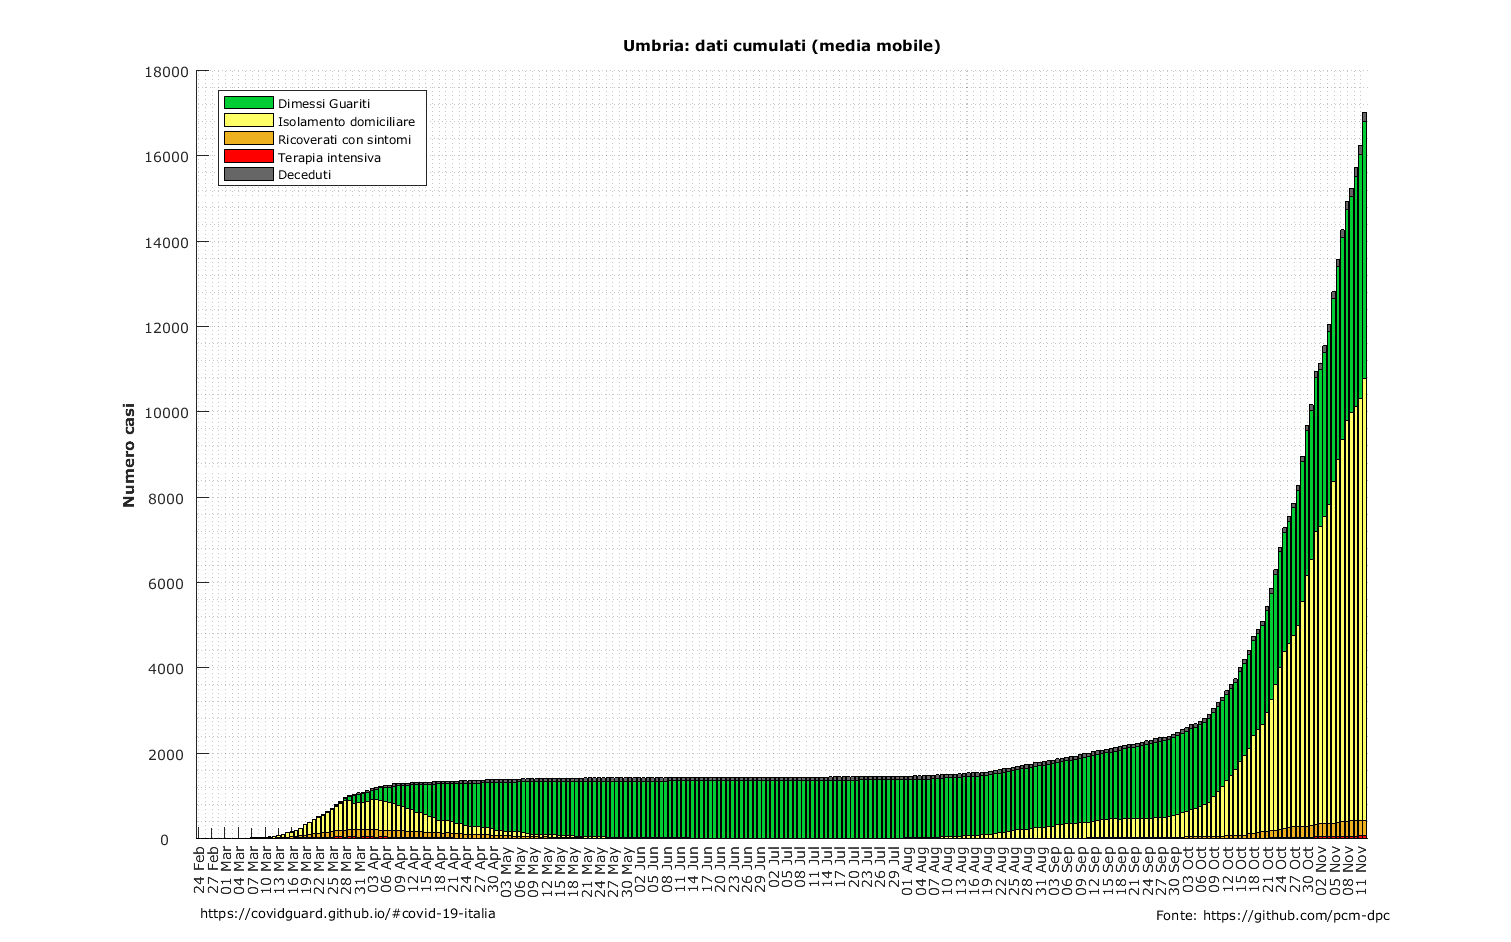 Umbria: dati cumulati (media mobile)
18000
16000
14000
12000
10000
8000
6000
4000
2000
0
Numero casi
Dimessi Guariti
Isolamento domiciliare
Ricoverati con sintomi
Terapia intensiva
Deceduti
24 Feb
27 Feb
01 Mar
04 Mar
07 Mar
10 Mar
13 Mar
16 Mar
19 Mar
22 Mar
25 Mar
28 Mar
31 Mar
03 Apr
06 Apr
09 Apr
12 Apr
15 Apr
18 Apr
21 Apr
24 Apr
27 Apr
30 Apr
03 May
06 May
09 May
12 May
15 May
18 May
21 May
24 May
27 May
30 May
02 Jun
05 Jun
08 Jun
11 Jun
14 Jun
17 Jun
20 Jun
23 Jun
26 Jun
29 Jun
02 Jul
05 Jul
08 Jul
11 Jul
14 Jul
17 Jul
20 Jul
23 Jul
26 Jul
29 Jul
01 Aug
04 Aug
07 Aug
10 Aug
13 Aug
16 Aug
19 Aug
22 Aug
25 Aug
28 Aug
31 Aug
03 Sep
06 Sep
09 Sep
12 Sep
15 Sep
18 Sep
21 Sep
24 Sep
27 Sep
30 Sep
03 Oct
06 Oct
09 Oct
12 Oct
15 Oct
18 Oct
21 Oct
24 Oct
27 Oct
30 Oct
02 Nov
05 Nov
08 Nov
11 Nov
https://covidguard.github.io/#covid-19-italia
Fonte: https://github.com/pcm-dpc